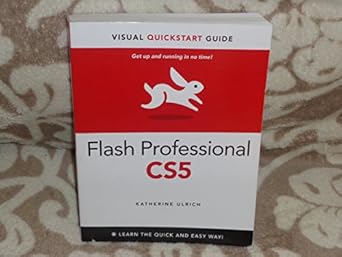 VISUAL QUICKSTART GUIDE
Get up and running in no time!
Flash Professional
CS5
KATHERINE ULRICH
LEARN THE QUICK AND EASY WAY!